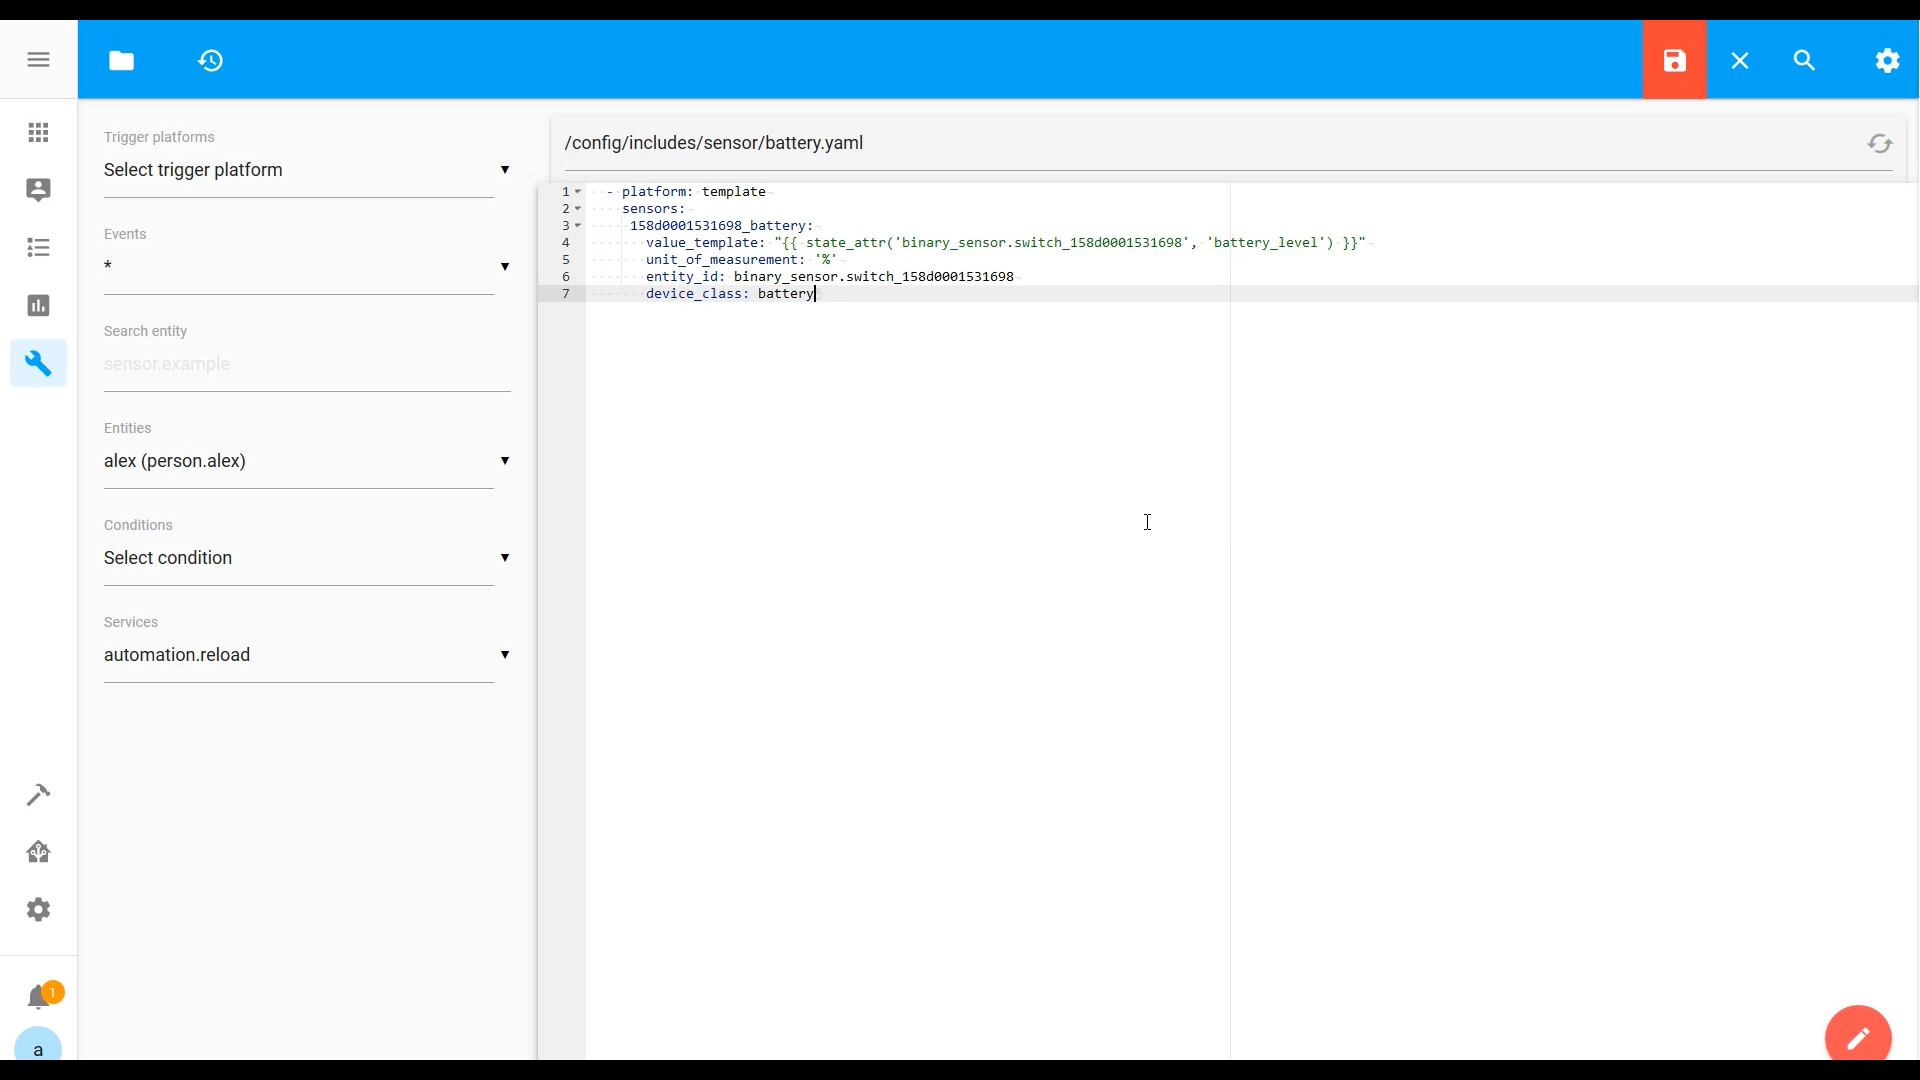 Trigger platforms
Select trigger platform
Events
*
Search entity
sensor.example
Entities
alex (person.alex)
Conditions
Select condition
Services
automation.reload
1
a
/config/includes/sensor/battery.yaml
1 - platform: template
2 sensors:
3 158d0001531698_battery:
4 value_template: "{{ state_attr('binary_sensor.switch_158d0001531698', 'battery_level') }}"
5 unit_of_measurement: '%'
6 entity_id: binary_sensor.switch_158d0001531698
7 device_class: battery